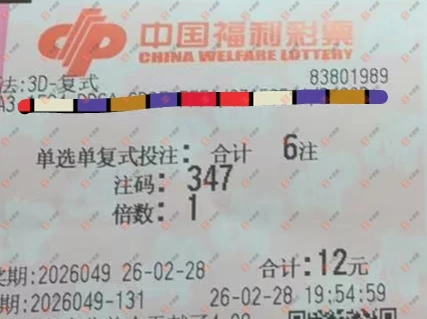 中国福利彩票
CHINA WELFARE LOTTERY
法:3D-复式 83801989
单选单复式投注: 合计 6注
注码: 347
倍数: 1
奖期:2026049 26-02-28 合计:12元
期:2026049-131 26-02-28 19:54:59